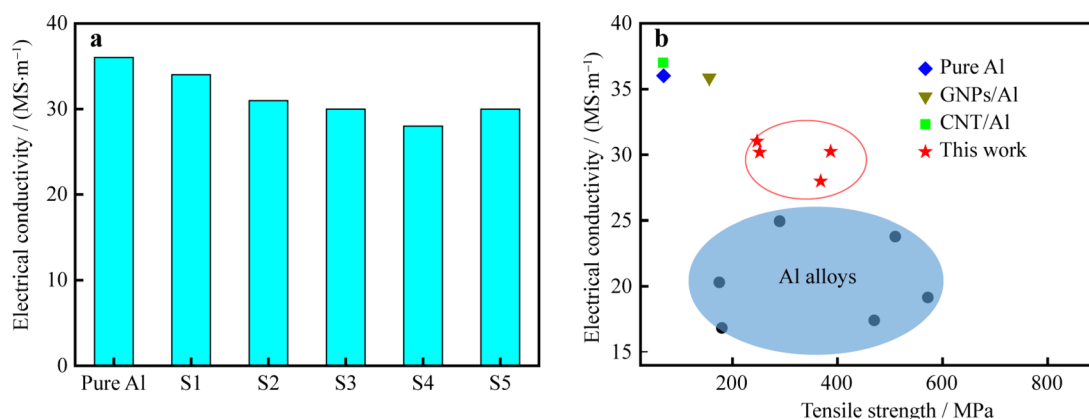 a
Electrical conductivity / (MS·m⁻¹)
40
30
20
10
0
Pure Al S1 S2 S3 S4 S5
b
Electrical conductivity / (MS·m⁻¹)
40
35
30
25
20
15
Pure Al
GNPs/Al
CNT/Al
This work
Al alloys
200 400 600 800
Tensile strength / MPa